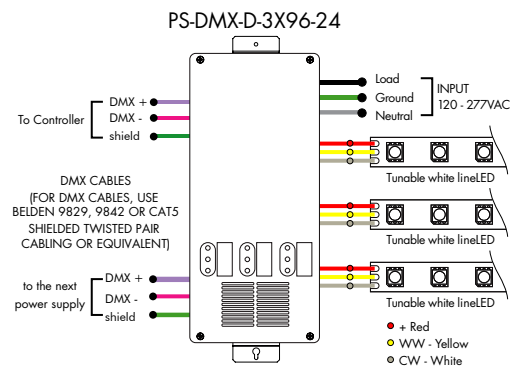 PS-DMX-D-3X96-24
To Controller
DMX +
DMX -
shield
Load
Ground
Neutral
INPUT
120 - 277VAC
Tunable white lineLED
DMX CABLES
(FOR DMX CABLES, USE
BELDEN 9829, 9842 OR CAT5
SHIELDED TWISTED PAIR
CABLING OR EQUIVALENT)
Tunable white lineLED
to the next
power supply
DMX +
DMX -
shield
Tunable white lineLED
+ Red
WW - Yellow
CW - White